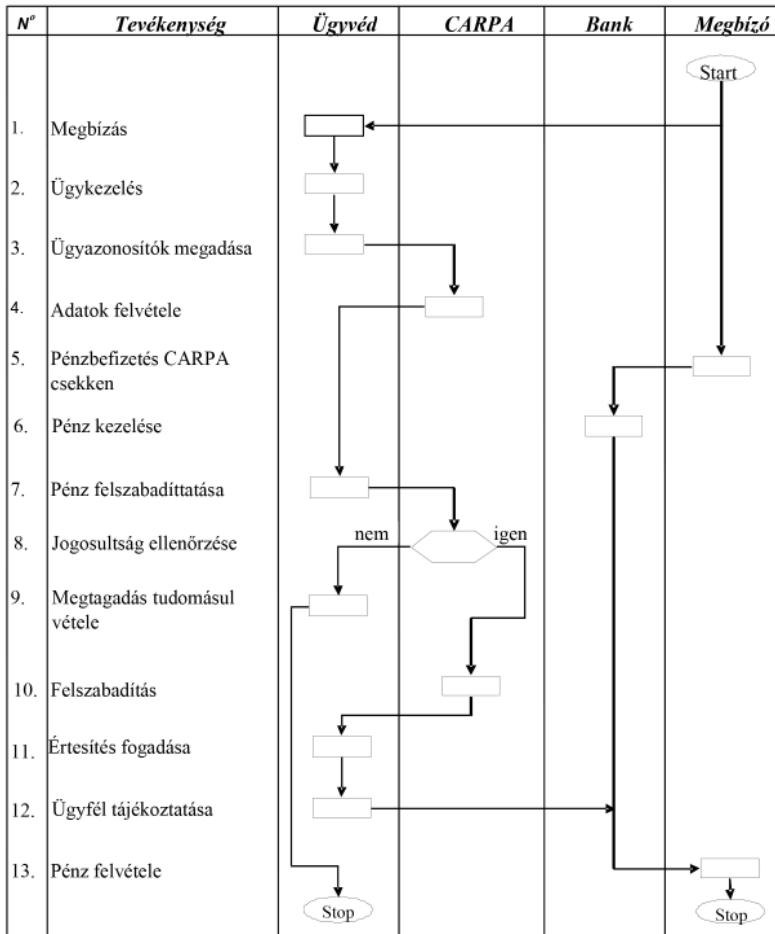 Nº Tevékenység Ügyvéd CARPA Bank Megbízó
Start
1. Megbízás
2. Ügykezelés
3. Ügyazonosítók megadása
4. Adatok felvétele
5. Pénzbefizetés CARPA
csekken
6. Pénz kezelése
7. Pénz felszabadíttatása
nem igen
8. Jogosultság ellenőrzése
9. Megtagadás tudomásul
vétele
10. Felszabadítás
11. Értesítés fogadása
12. Ügyfél tájékoztatása
13. Pénz felvétele
Stop Stop